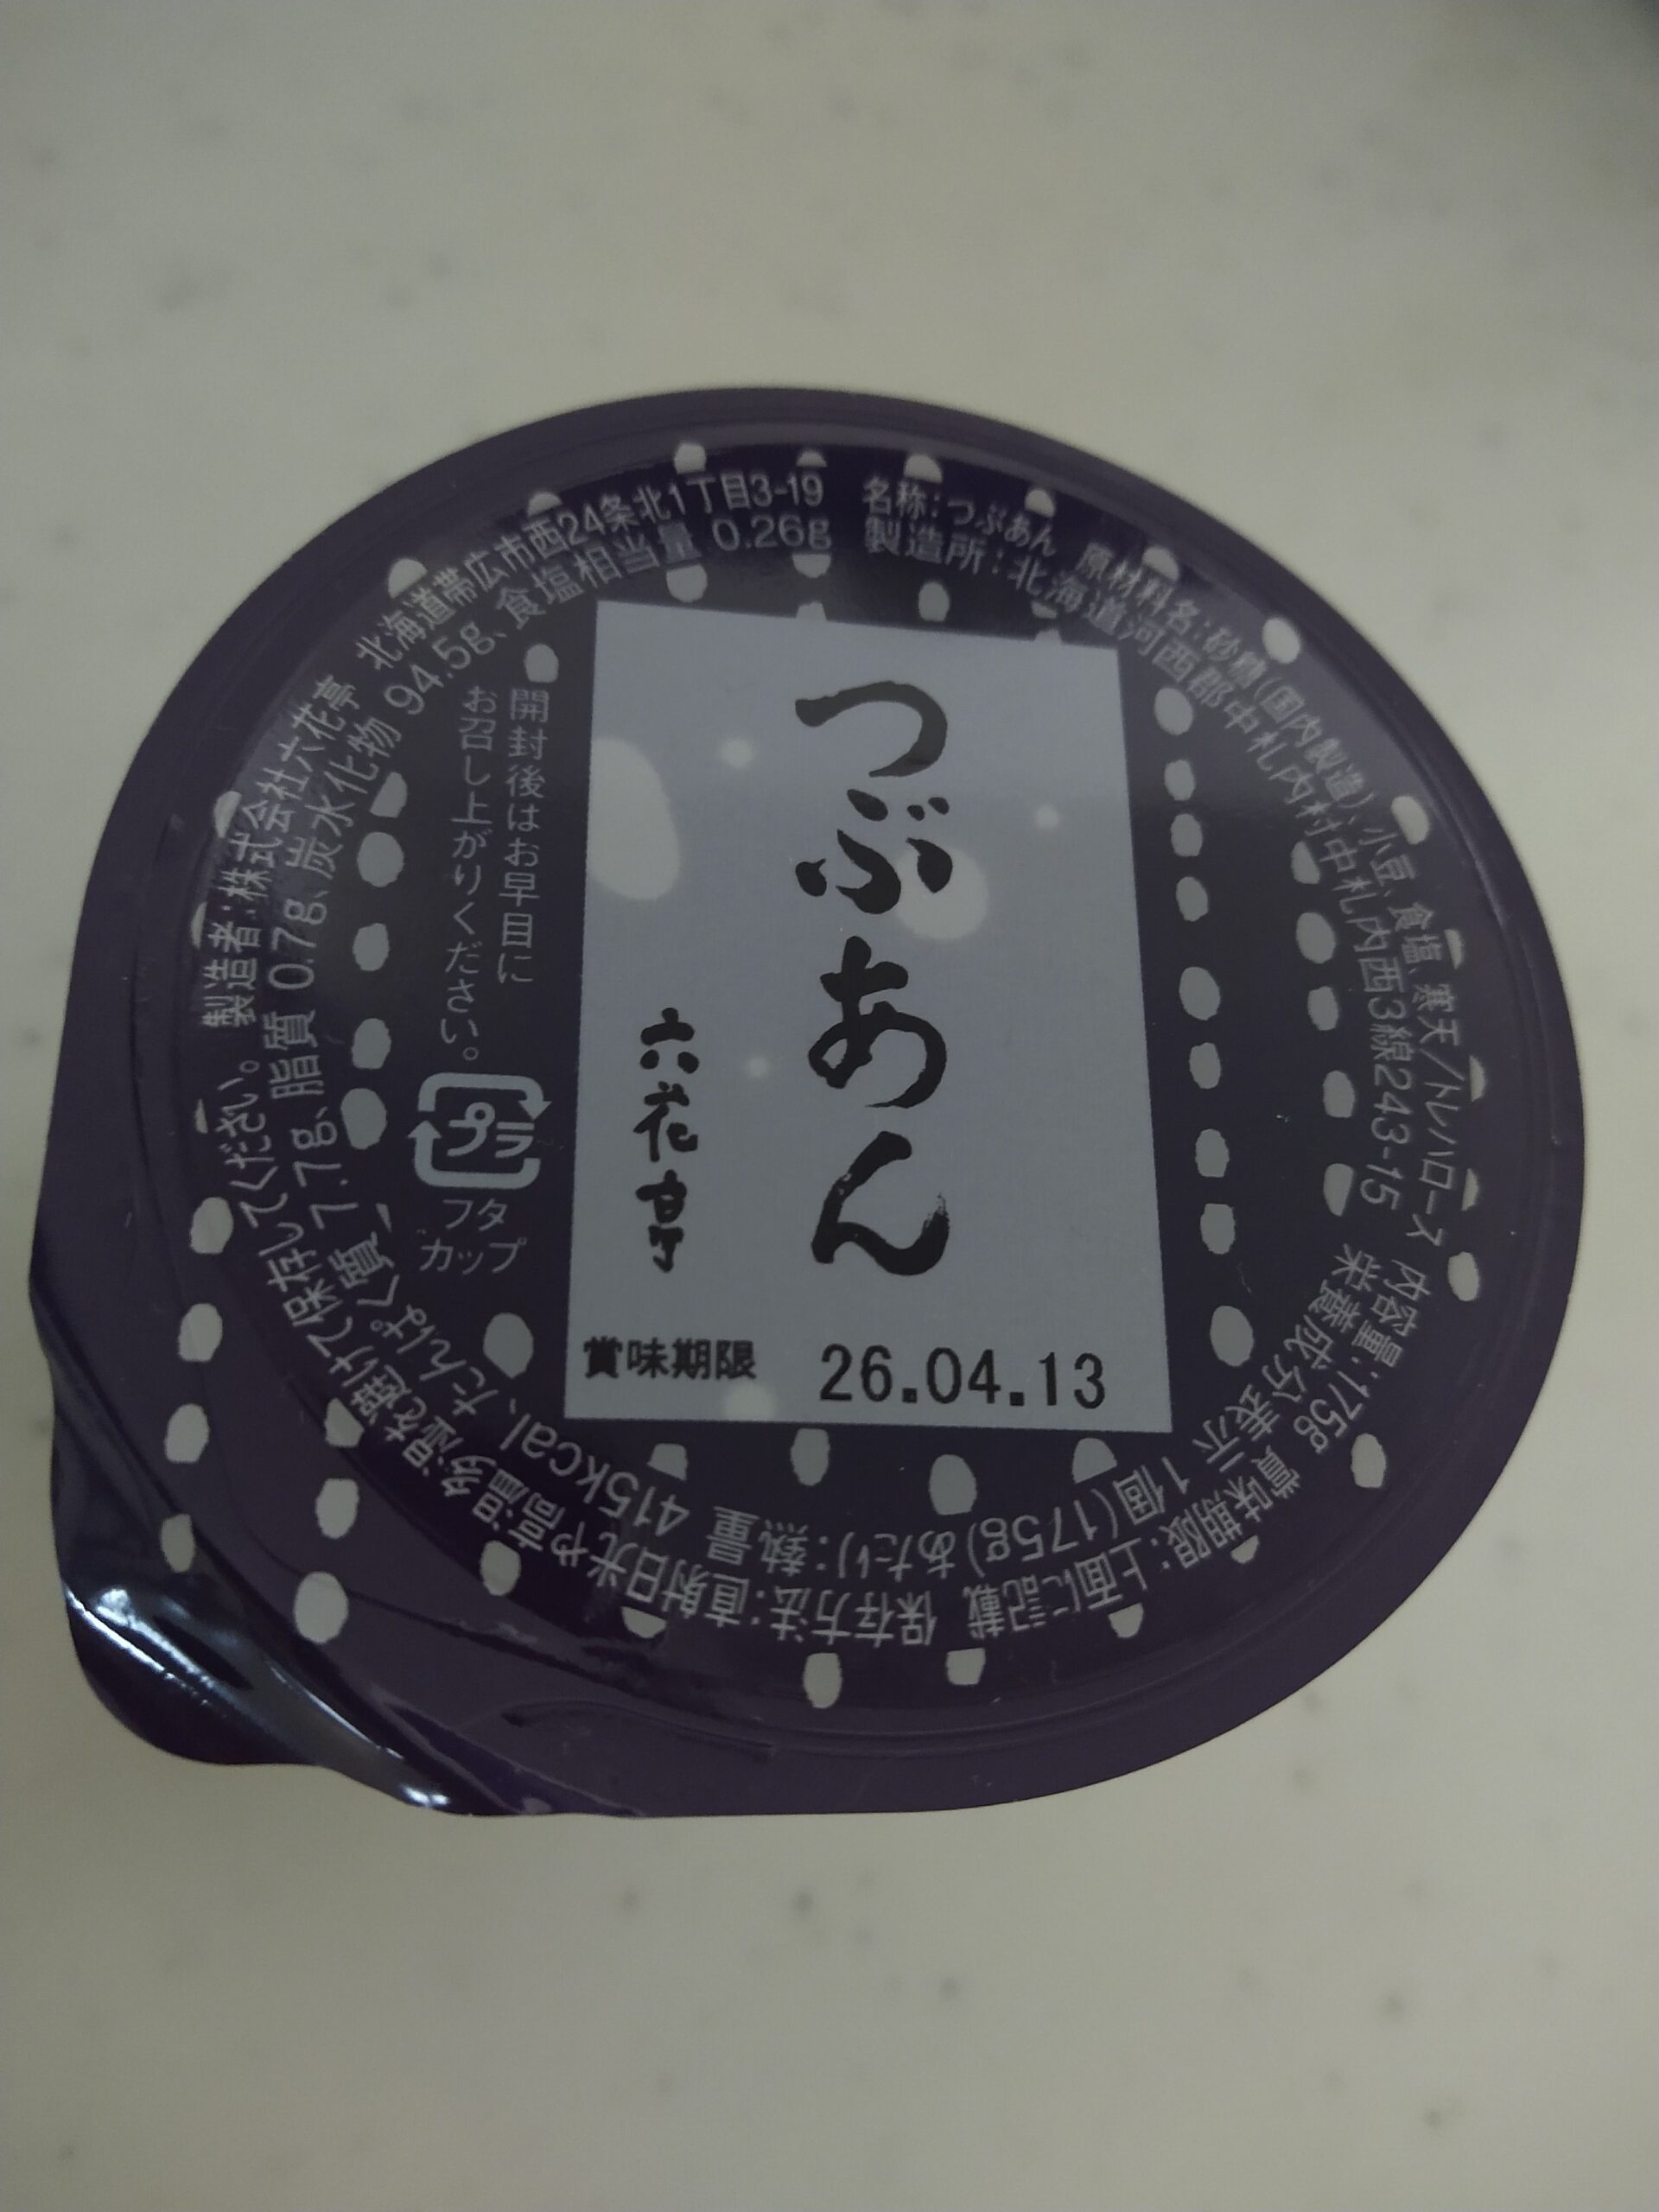 つぶあん
六花亭
賞味期限 26.04.13
開封後はお早目に
お召し上がりください。
プラ
フタ
カップ
名称:つぶあん 原材料名:砂糖(国内製造)、小豆、食塩、寒天/トレハロース 内容量:175g 賞味期限:上面に記載 保存方法:直射日光や高温多湿を避けて保存してください。 製造者:株式会社六花亭 北海道帯広市西24条北1丁目3-19
製造所:北海道河西郡中札内村中札内西3線243-15 栄養成分表示 1個(175g)あたり:熱量 415kcal、たんぱく質 7.7g、脂質 0.7g、炭水化物 94.5g、食塩相当量 0.26g